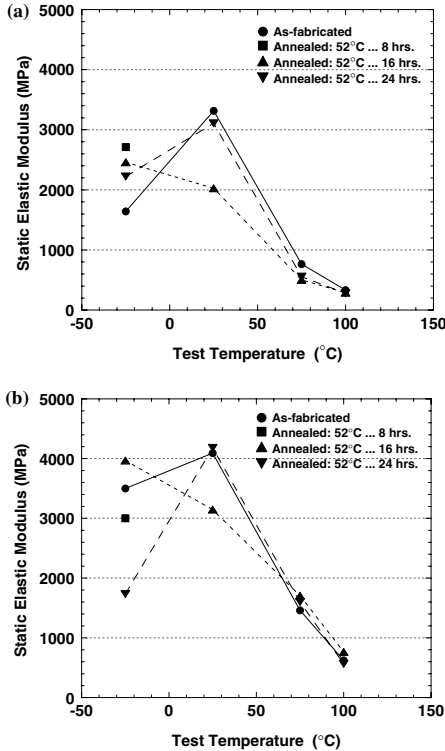 (a)
5000
4000
3000
2000
1000
0
Static Elastic Modulus (MPa)
As-fabricated
Annealed: 52°C ... 8 hrs.
Annealed: 52°C ... 16 hrs.
Annealed: 52°C ... 24 hrs.
-50 0 50 100 150
Test Temperature (°C)
(b)
5000
4000
3000
2000
1000
0
Static Elastic Modulus (MPa)
As-fabricated
Annealed: 52°C ... 8 hrs.
Annealed: 52°C ... 16 hrs.
Annealed: 52°C ... 24 hrs.
-50 0 50 100 150
Test Temperature (°C)